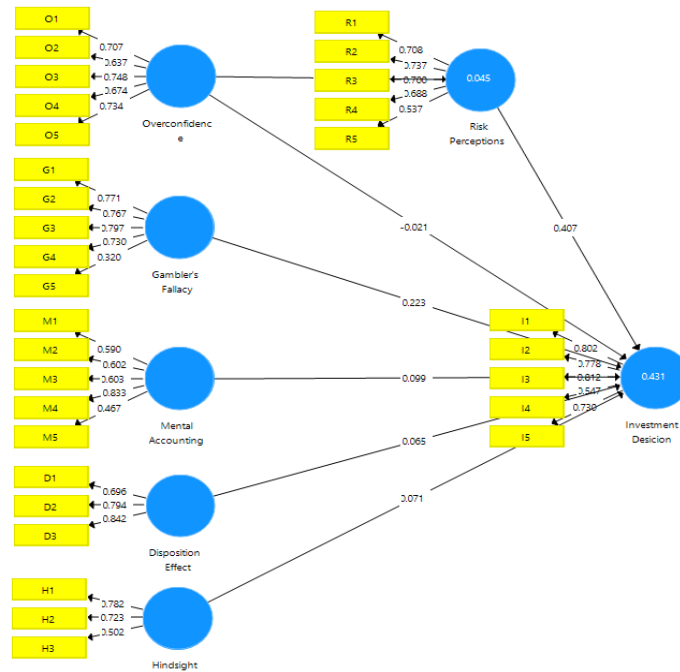 O1
O2
O3
O4
O5
0.707
0.637
0.748
0.674
0.734
Overconfidenc
e
R1
R2
R3
R4
R5
0.708
0.737
0.700
0.688
0.537
0.045
Risk
Perceptions
G1
G2
G3
G4
G5
0.771
0.767
0.797
0.730
0.320
Gambler's
Fallacy
-0.021
0.407
0.223
M1
M2
M3
M4
M5
0.590
0.602
0.603
0.833
0.467
Mental
Accounting
0.099
I1
I2
I3
I4
I5
0.802
0.778
0.812
0.547
0.730
0.431
Investment
Desicion
D1
D2
D3
0.696
0.794
0.842
Disposition
Effect
0.065
0.071
H1
H2
H3
0.782
0.723
0.502
Hindsight